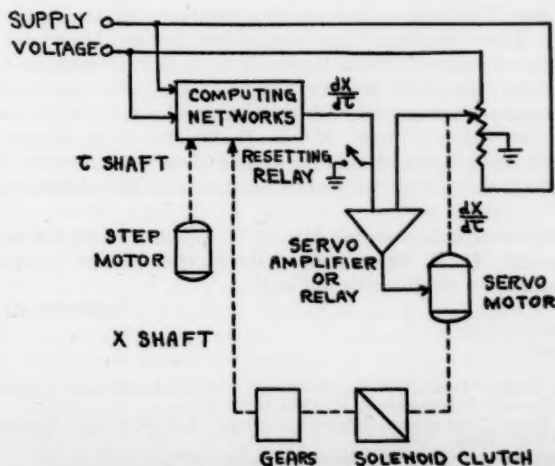 SUPPLY
VOLTAGE
COMPUTING
NETWORKS
dX
dτ
τ SHAFT
RESETTING
RELAY
STEP
MOTOR
SERVO
AMPLIFIER
OR
RELAY
dX
dτ
SERVO
MOTOR
X SHAFT
GEARS
SOLENOID CLUTCH